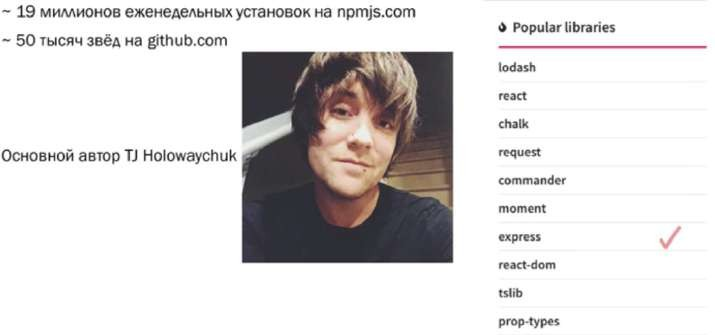 ~ 19 миллионов еженедельных установок на npmjs.com
~ 50 тысяч звёд на github.com
Основной автор TJ Holowaychuk
Popular libraries
lodash
react
chalk
request
commander
moment
express
react-dom
tslib
prop-types